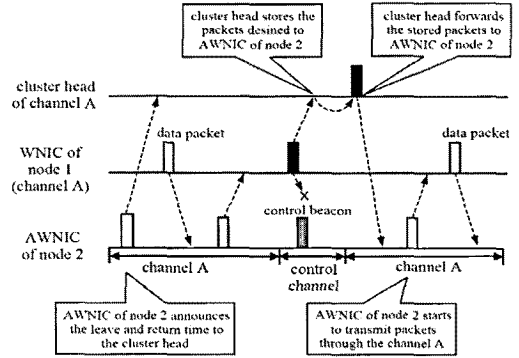 cluster head stores the
packets desined to
AWNIC of node 2
cluster head forwards
the stored packets to
AWNIC of node 2
cluster head
of channel A
data packet
data packet
WNIC of
node 1
(channel A)
control beacon
AWNIC
of node 2
channel A
control
channel
channel A
AWNIC of node 2 announces
the leave and return time to
the cluster head
AWNIC of node 2 starts
to transmit packets
through the channel A